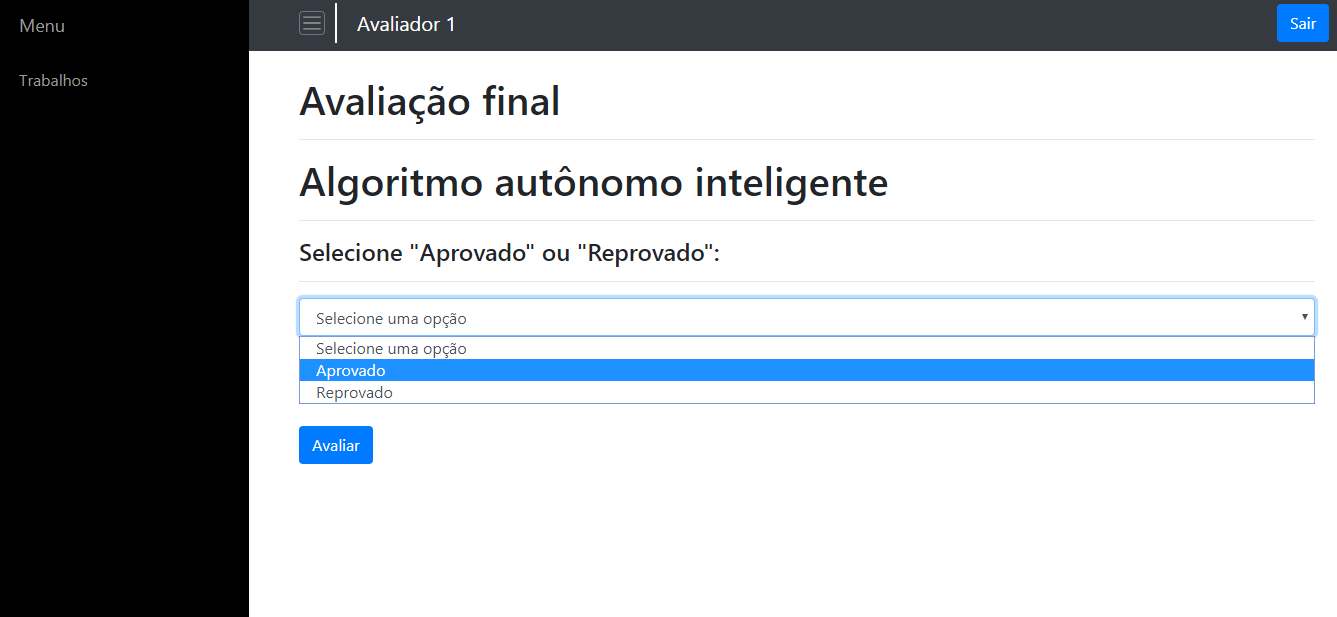 Menu
Trabalhos
Avaliador 1
Sair
Avaliação final
Algoritmo autônomo inteligente
Selecione "Aprovado" ou "Reprovado":
Selecione uma opção
Selecione uma opção
Aprovado
Reprovado
Avaliar